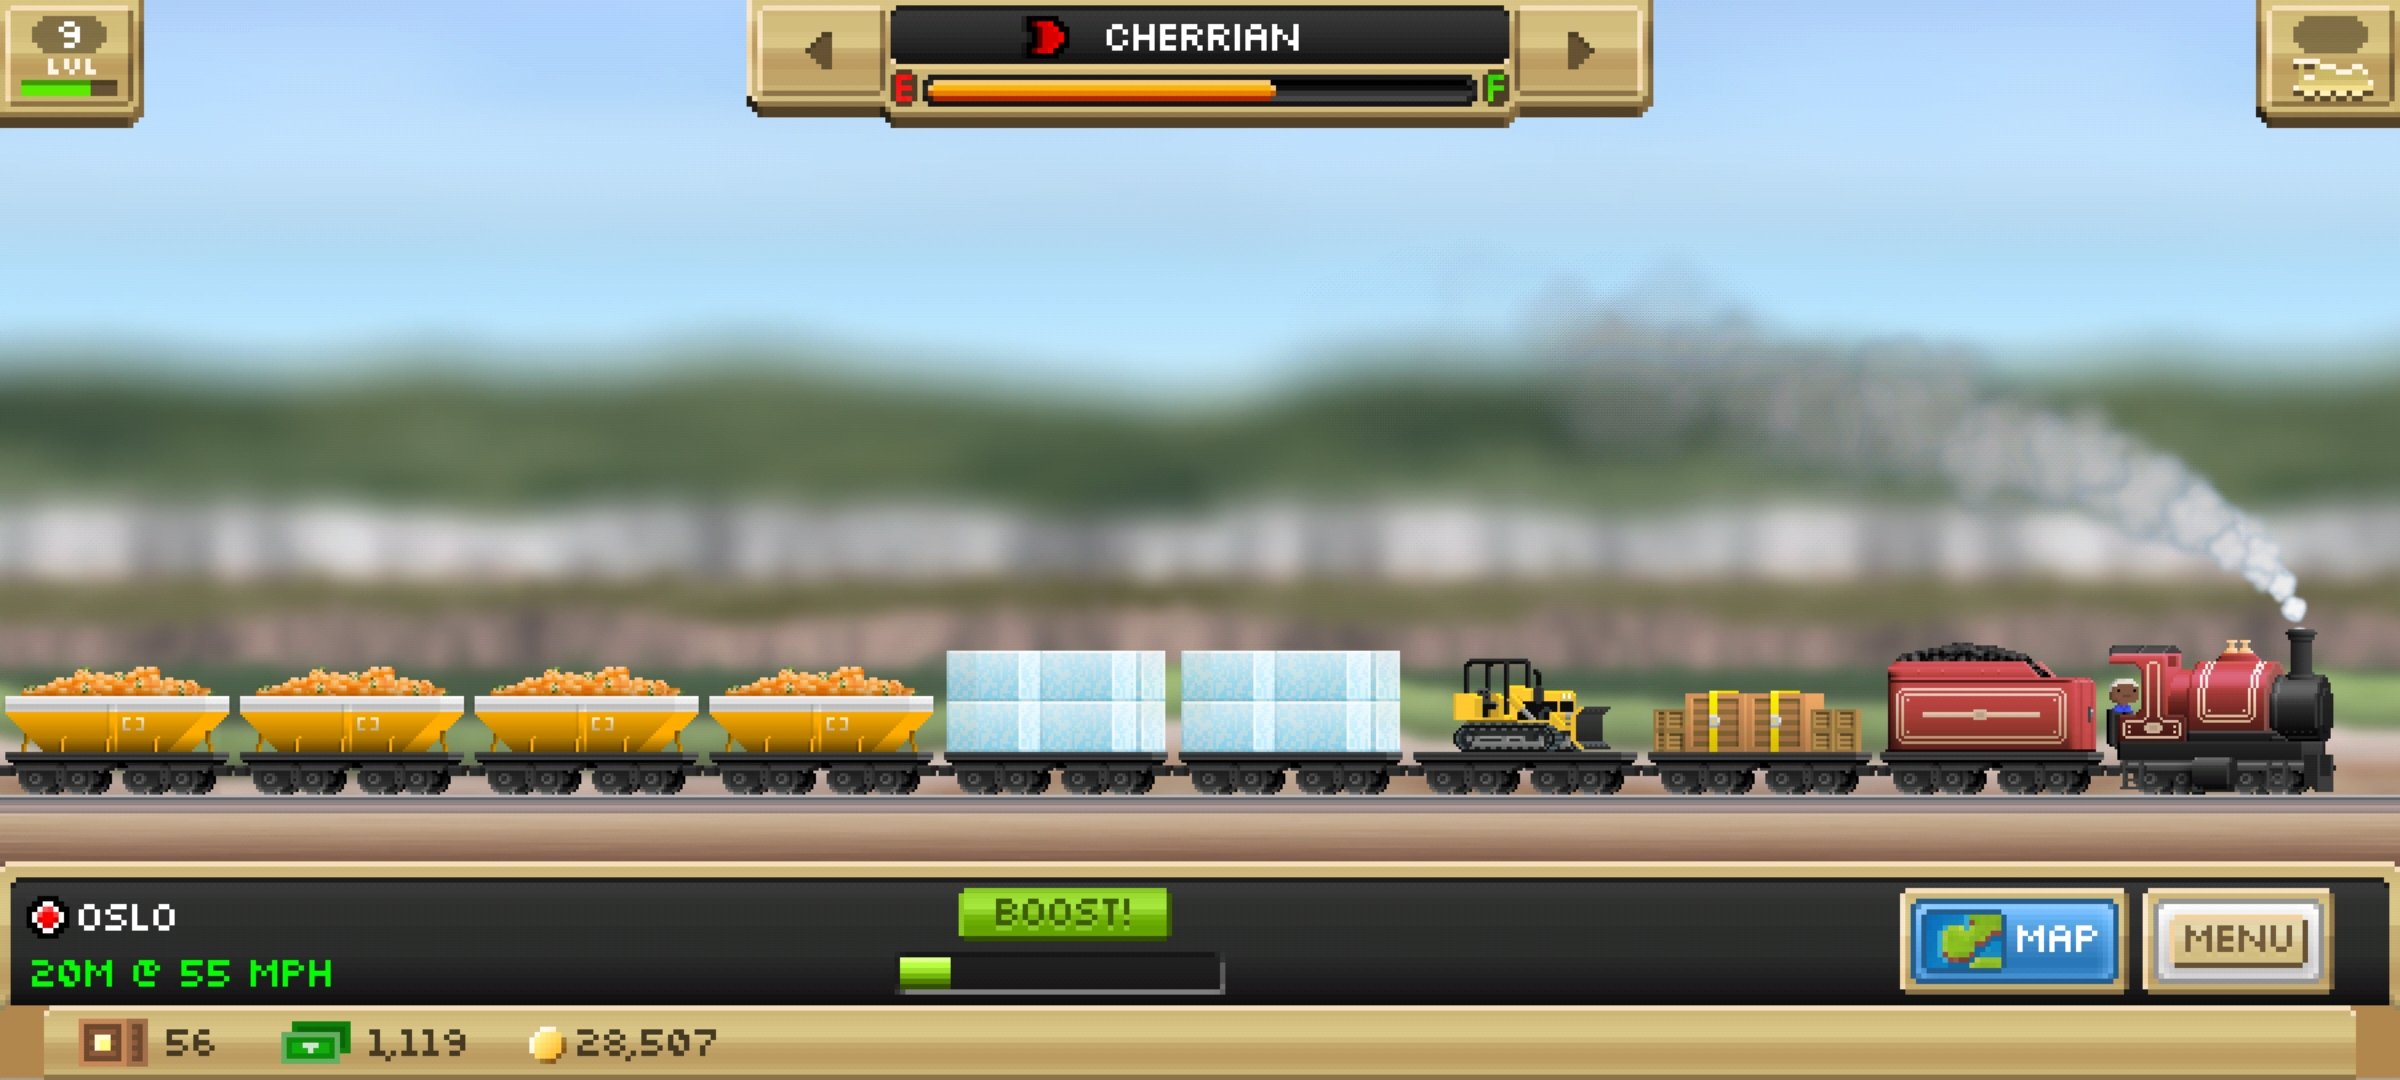 9
LVL
CHERRIAN
E F
OSLO
20M @ 55 MPH
BOOST!
MAP
MENU
56
1,119
28,507